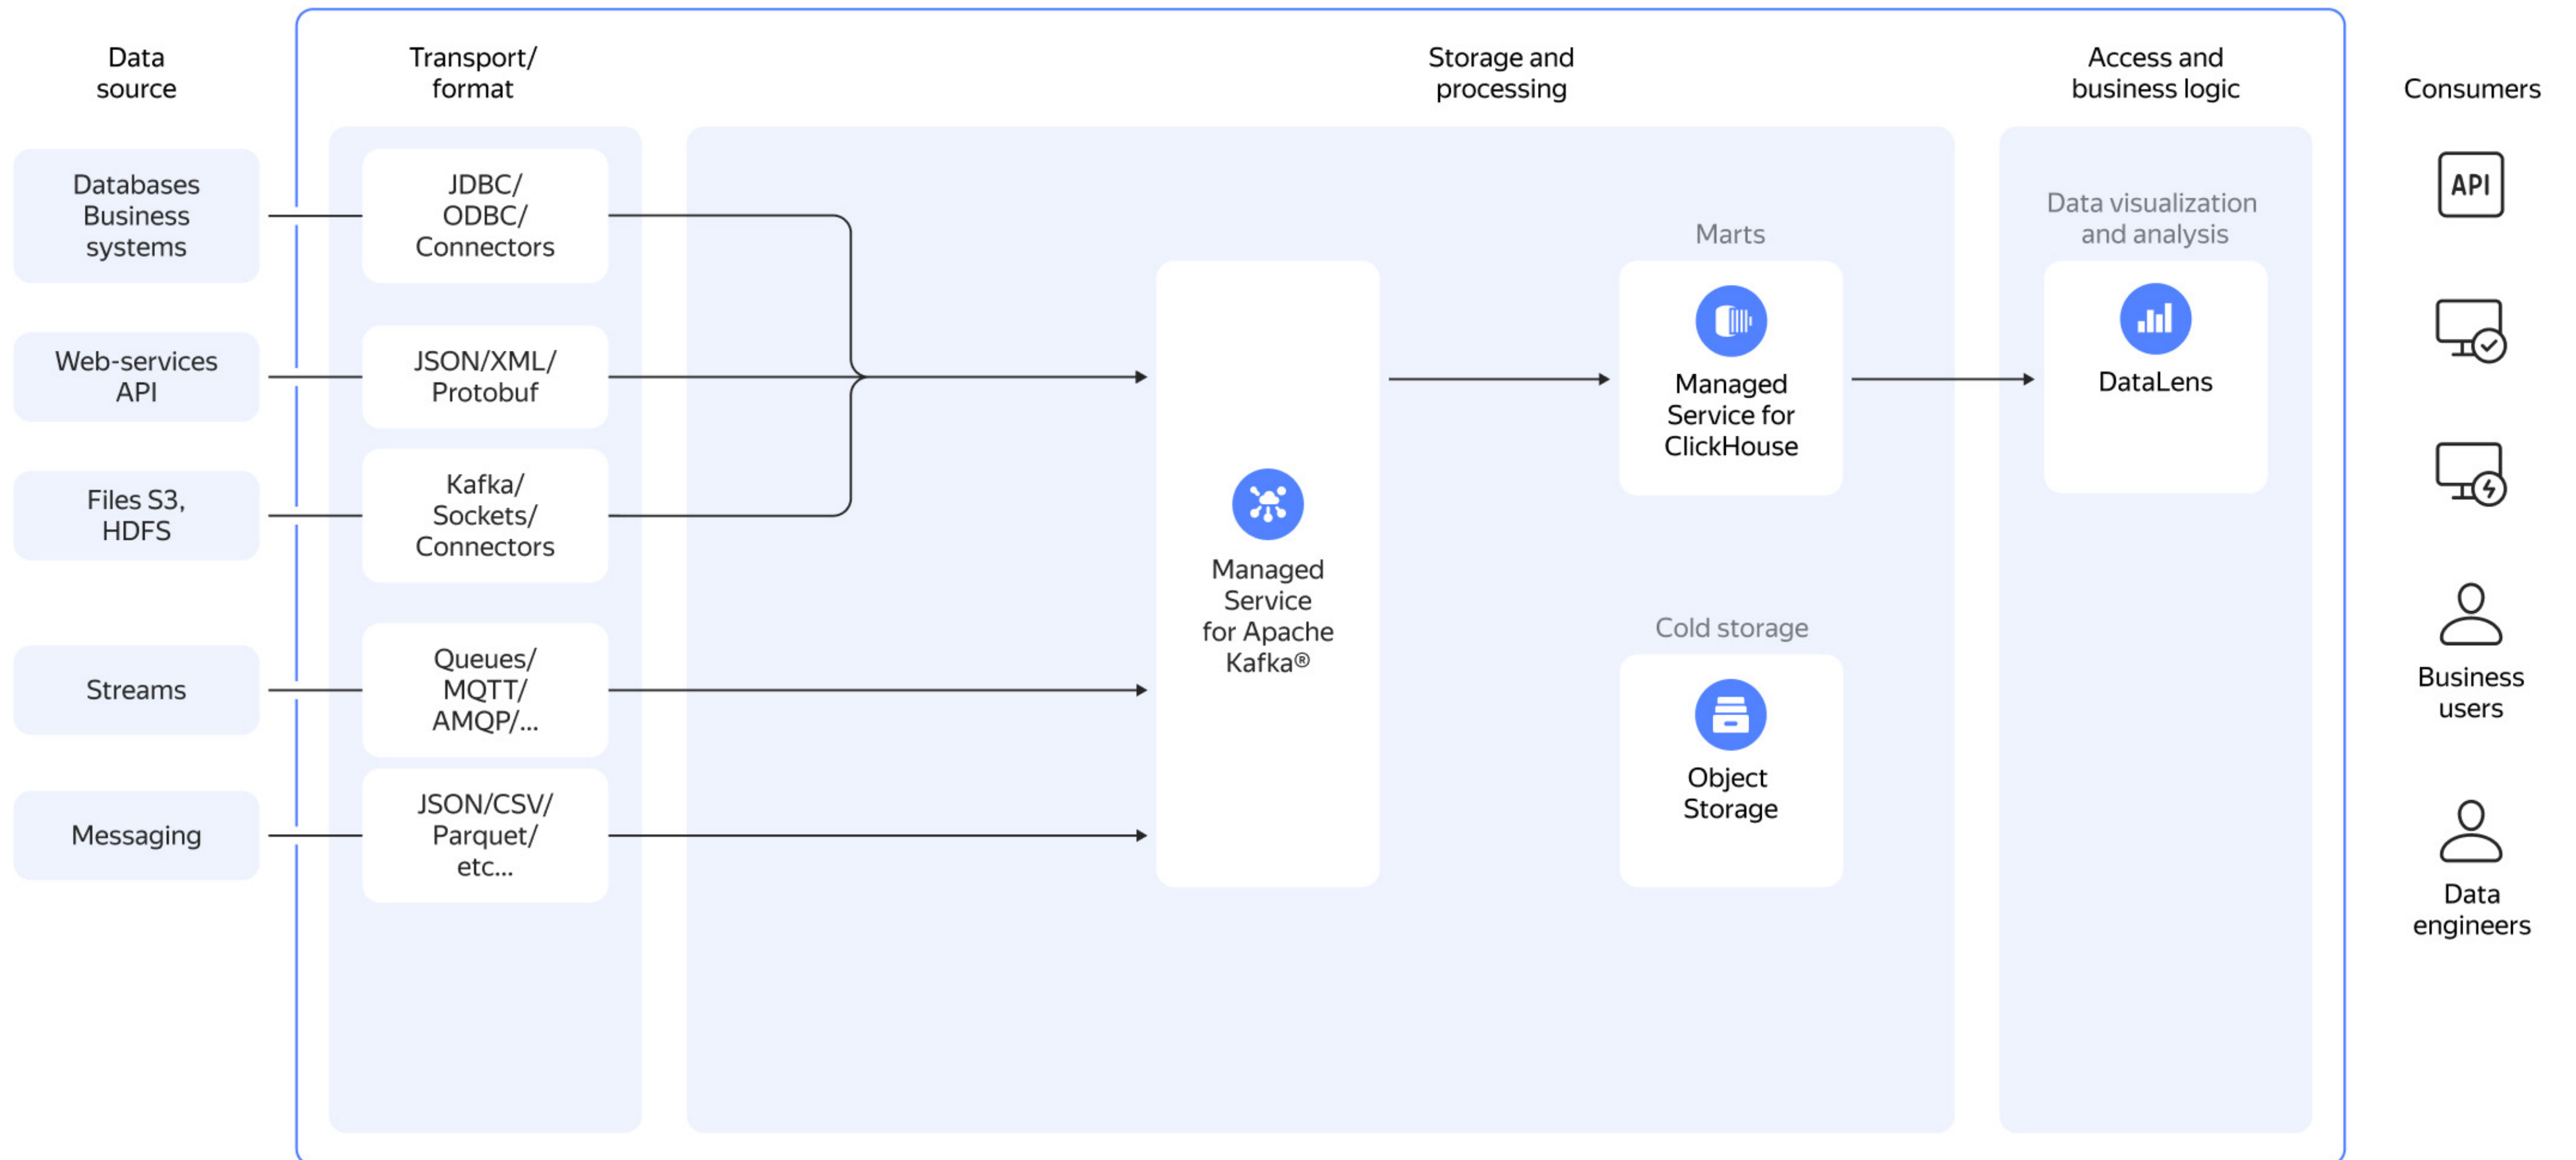 Data
source
Transport/
format
Storage and
processing
Access and
business logic
Consumers
Databases
Business
systems
JDBC/
ODBC/
Connectors
Web-services
API
JSON/XML/
Protobuf
Files S3,
HDFS
Kafka/
Sockets/
Connectors
Streams
Queues/
MQTT/
AMQP/...
Messaging
JSON/CSV/
Parquet/
etc...
Managed
Service
for Apache
Kafka®
Marts
Managed
Service for
ClickHouse
Cold storage
Object
Storage
Data visualization
and analysis
DataLens
API
Business
users
Data
engineers